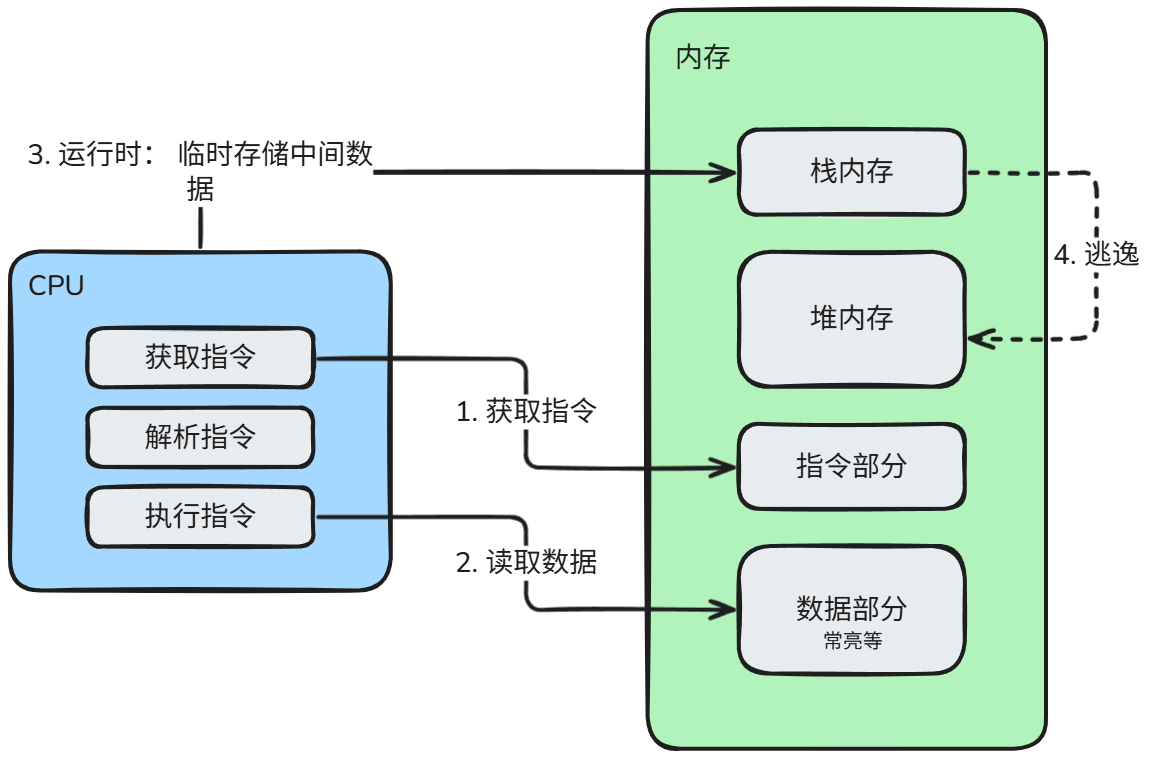 内存
3. 运行时： 临时存储中间数
据
栈内存
4. 逃逸
CPU
堆内存
获取指令
1. 获取指令
解析指令
指令部分
执行指令
2. 读取数据
数据部分
常亮等